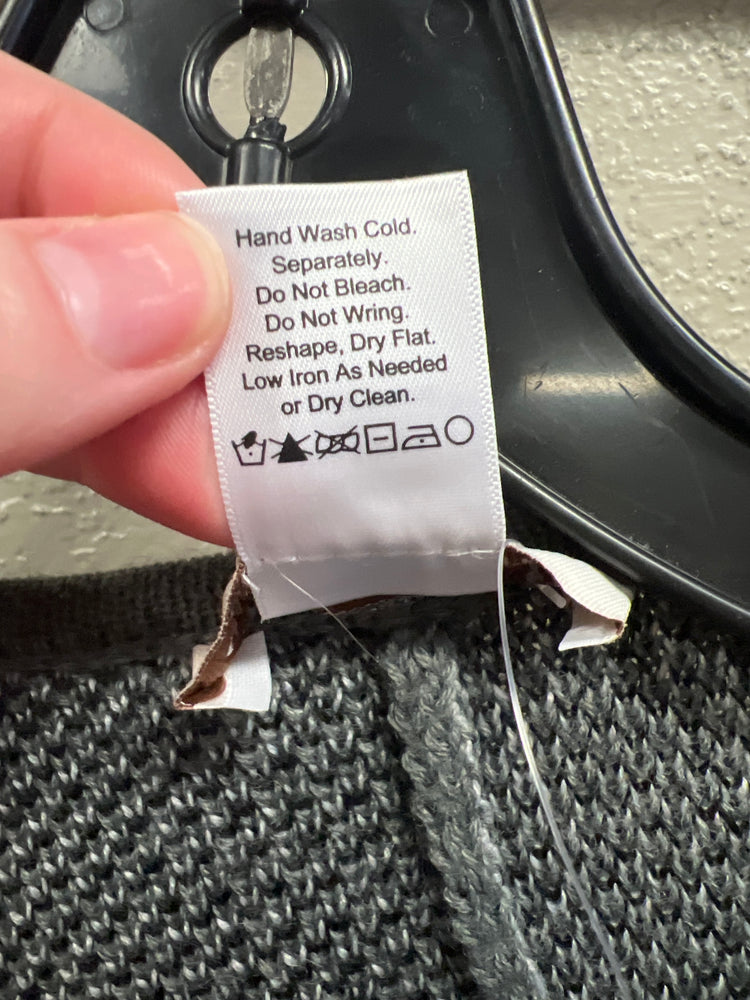 Hand Wash Cold.
Separately.
Do Not Bleach.
Do Not Wring.
Reshape, Dry Flat.
Low Iron As Needed
or Dry Clean.